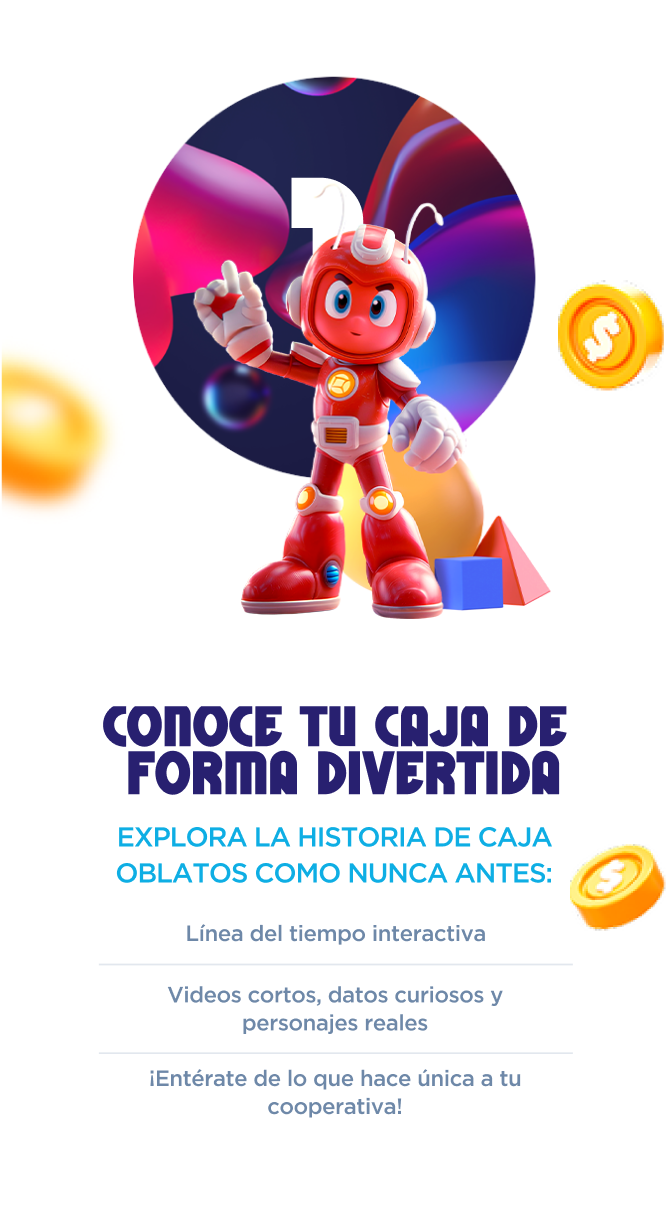 CONOCE TU CAJA DE
FORMA DIVERTIDA
EXPLORA LA HISTORIA DE CAJA
OBLATOS COMO NUNCA ANTES:
Línea del tiempo interactiva
Videos cortos, datos curiosos y
personajes reales
¡Entérate de lo que hace única a tu
cooperativa!